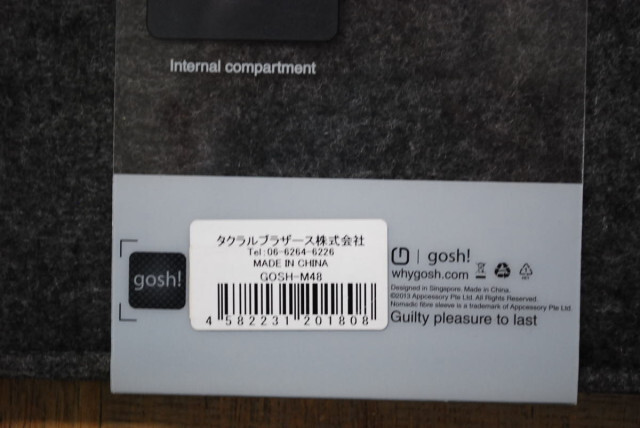 Internal compartment
gosh!
タクラルブラザース株式会社
Tel:06-6264-6226
MADE IN CHINA
GOSH-M48
4 582231 201808
gosh!
whygosh.com
Designed in Singapore. Made in China.
©2013 Appcessory Pte Ltd. All Rights Reserved.
Nomadic fibre sleeve is a trademark of Appcessory Pte Ltd.
Guilty pleasure to last